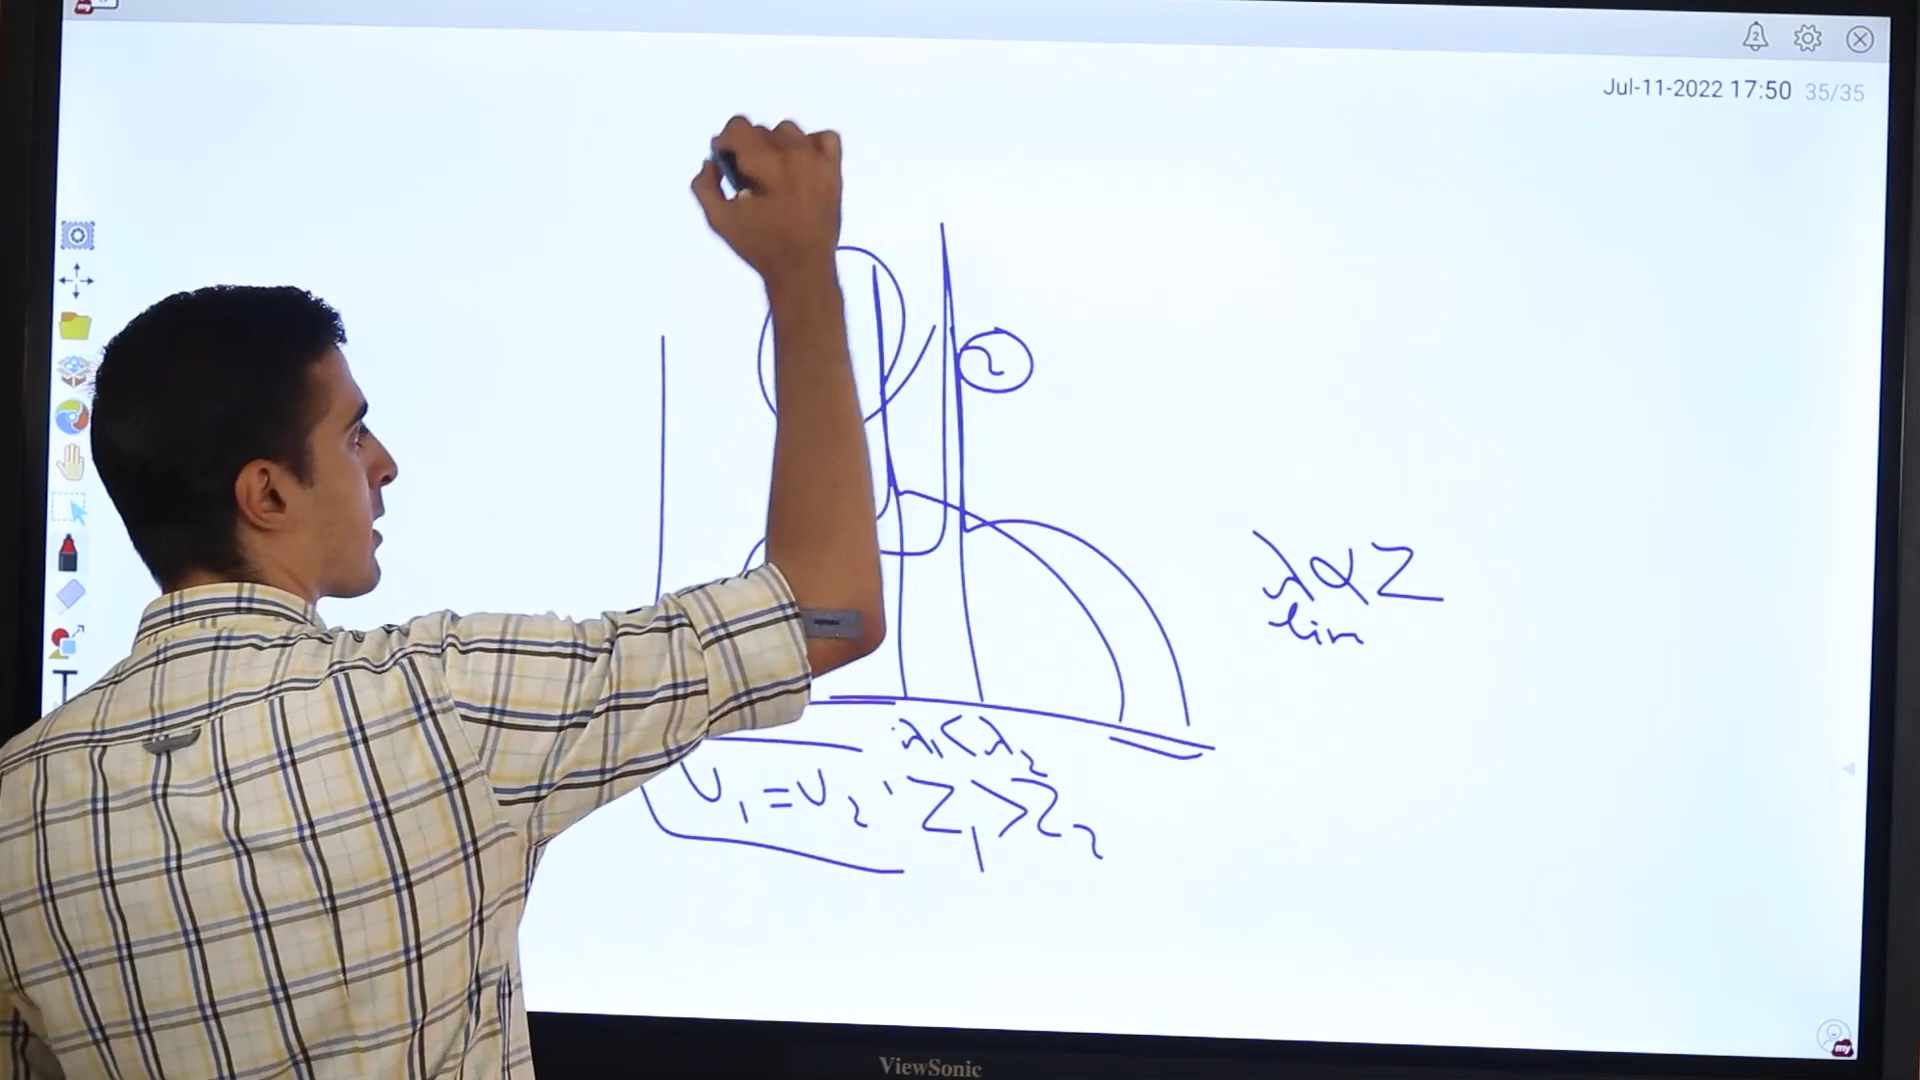 Jul-11-2022 17:50 35/35
2
λ α Z
lin
λ₁ < λ₂
V₁ = V₂ , Z₁ > Z₂
ViewSonic